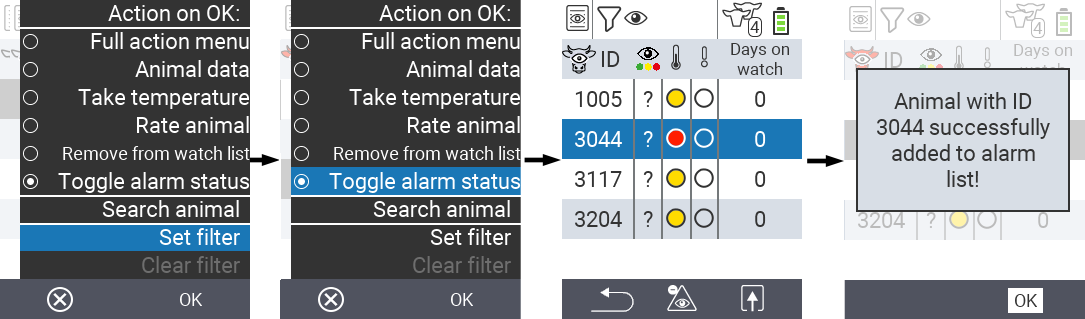 Action on OK:
Full action menu
Animal data
Take temperature
Rate animal
Remove from watch list
Toggle alarm status
Search animal
Set filter
Clear filter
OK
Action on OK:
Full action menu
Animal data
Take temperature
Rate animal
Remove from watch list
Toggle alarm status
Search animal
Set filter
Clear filter
OK
4
ID Days on
watch
1005 ? 0
3044 ? 0
3117 ? 0
3204 ? 0
4
ID Days on
watch
Animal with ID
3044 successfully
added to alarm
list!
3204 ? 0
OK